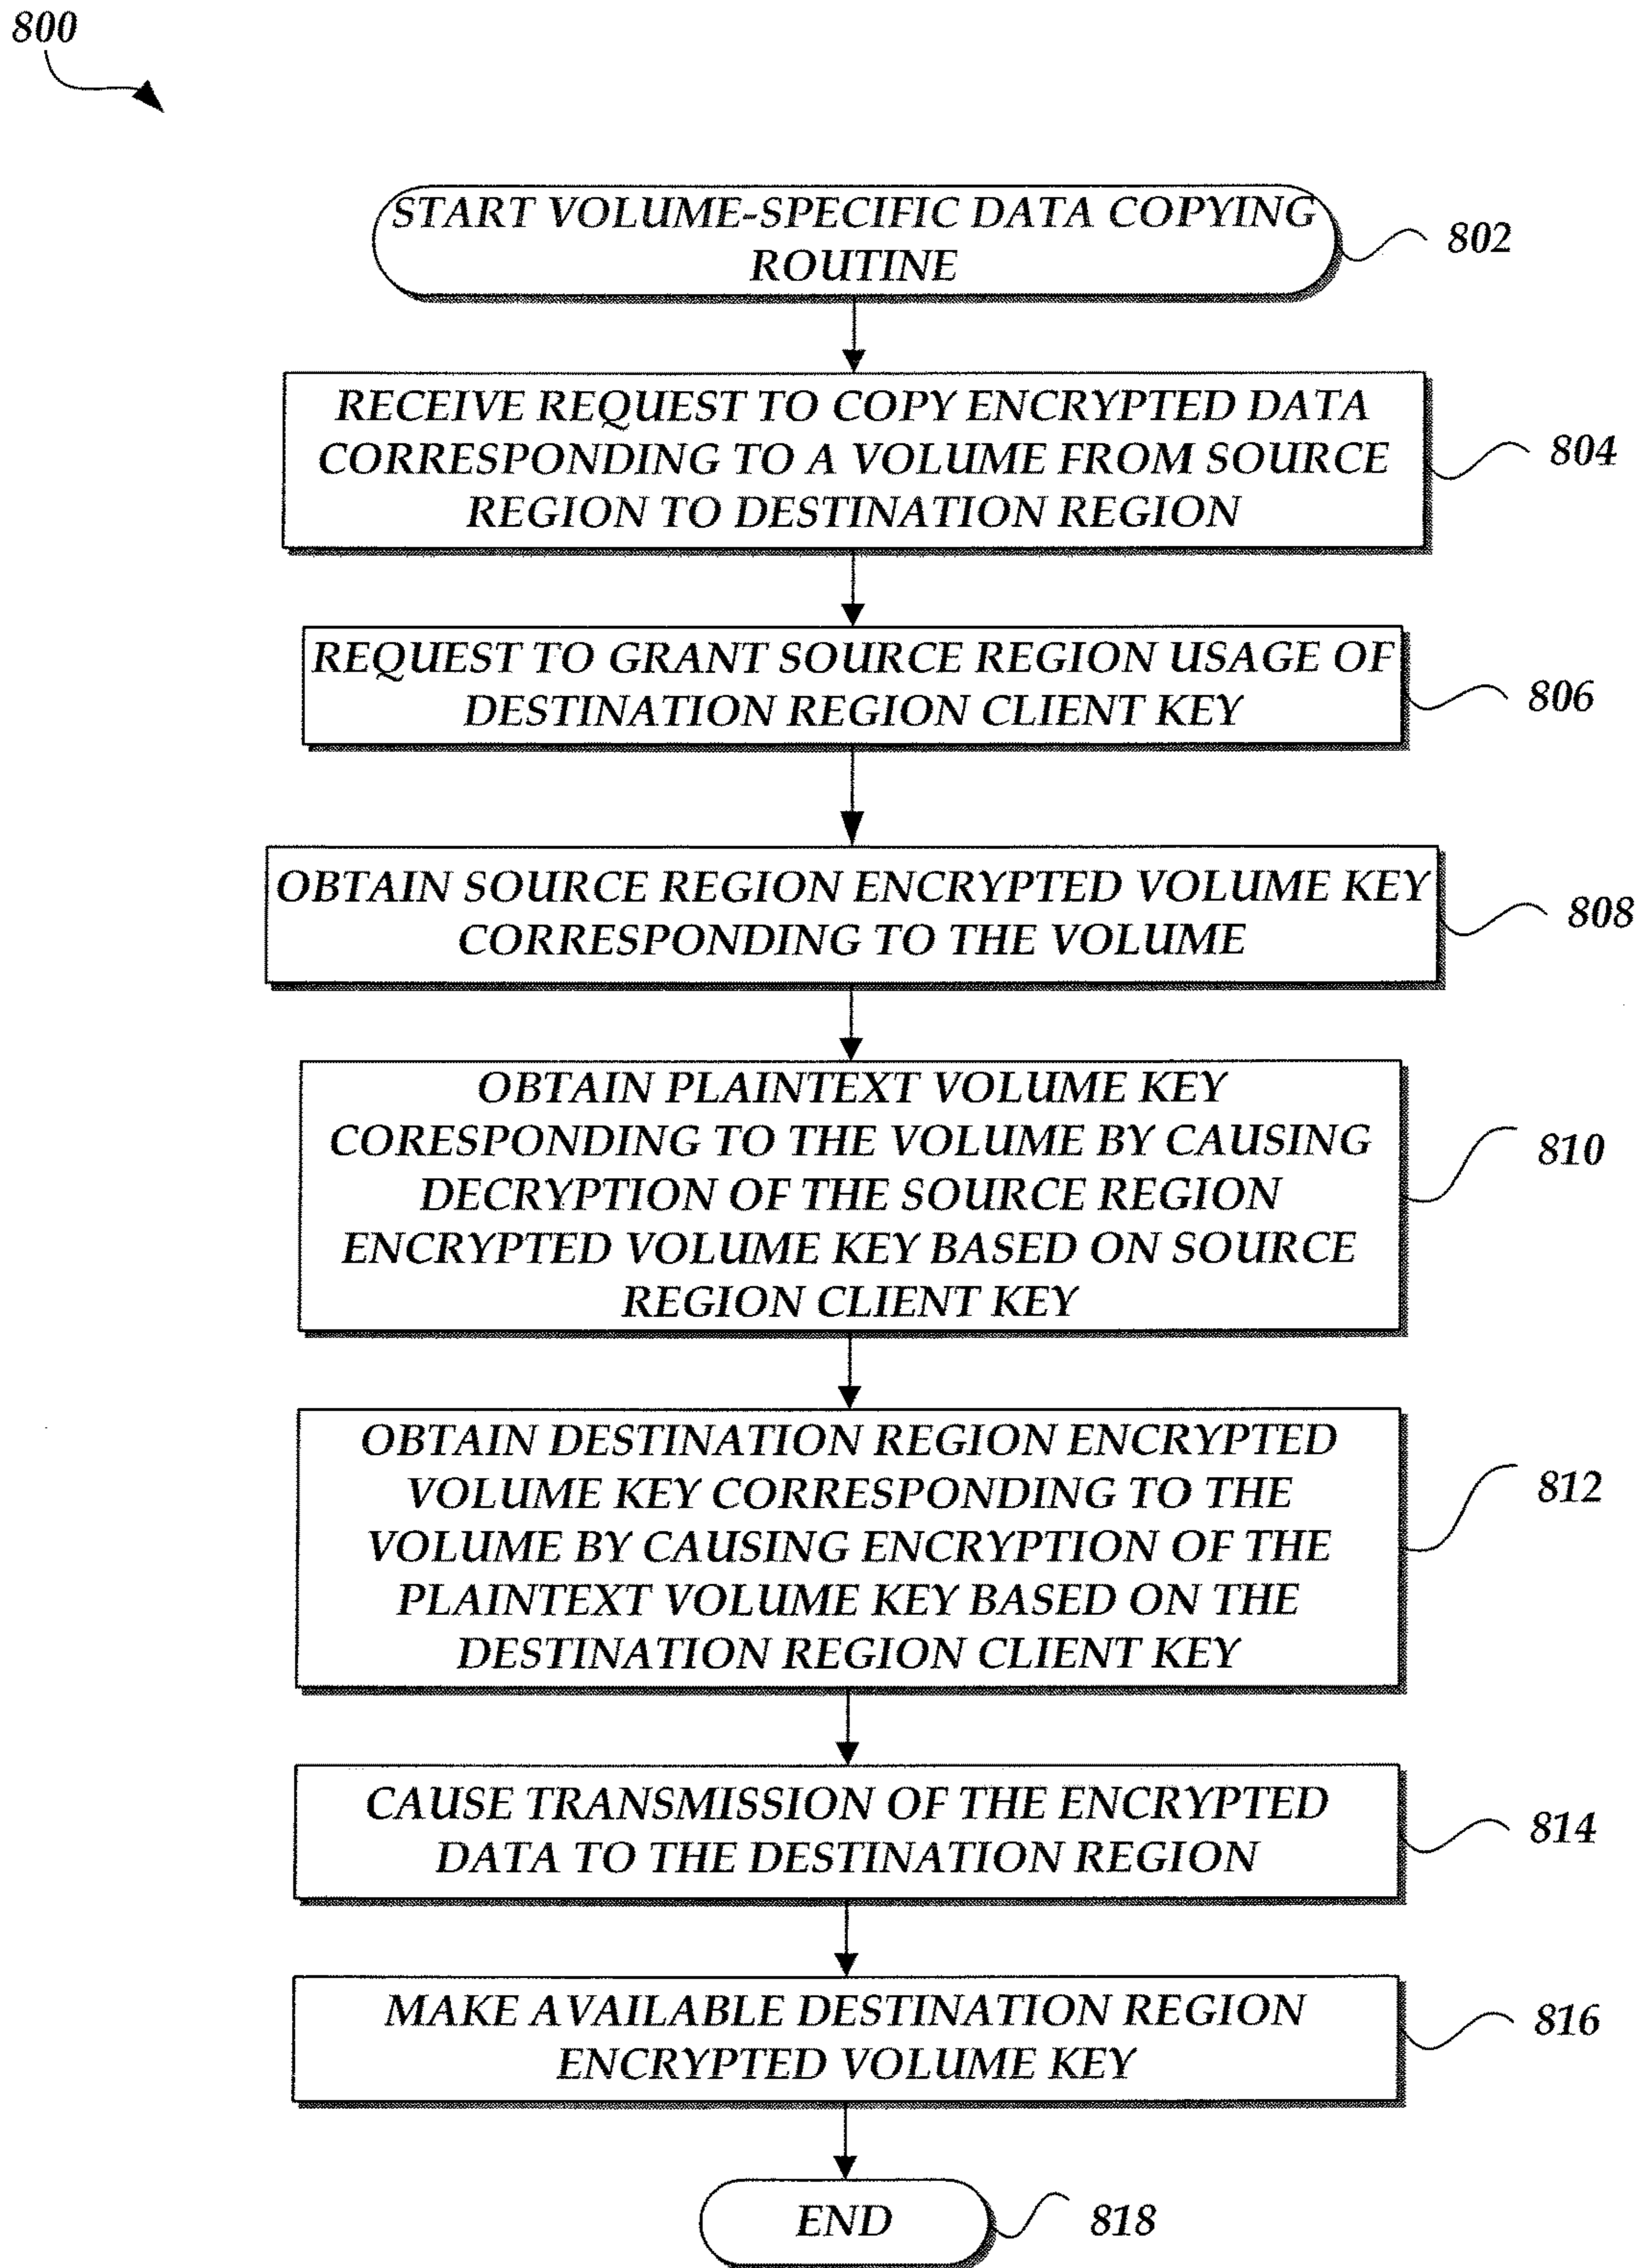 800
START VOLUME-SPECIFIC DATA COPYING
ROUTINE
802
RECEIVE REQUEST TO COPY ENCRYPTED DATA
CORRESPONDING TO A VOLUME FROM SOURCE
REGION TO DESTINATION REGION
804
REQUEST TO GRANT SOURCE REGION USAGE OF
DESTINATION REGION CLIENT KEY
806
OBTAIN SOURCE REGION ENCRYPTED VOLUME KEY
CORRESPONDING TO THE VOLUME
808
OBTAIN PLAINTEXT VOLUME KEY
CORESPONDING TO THE VOLUME BY CAUSING
DECRYPTION OF THE SOURCE REGION
ENCRYPTED VOLUME KEY BASED ON SOURCE
REGION CLIENT KEY
810
OBTAIN DESTINATION REGION ENCRYPTED
VOLUME KEY CORRESPONDING TO THE
VOLUME BY CAUSING ENCRYPTION OF THE
PLAINTEXT VOLUME KEY BASED ON THE
DESTINATION REGION CLIENT KEY
812
CAUSE TRANSMISSION OF THE ENCRYPTED
DATA TO THE DESTINATION REGION
814
MAKE AVAILABLE DESTINATION REGION
ENCRYPTED VOLUME KEY
816
END
818